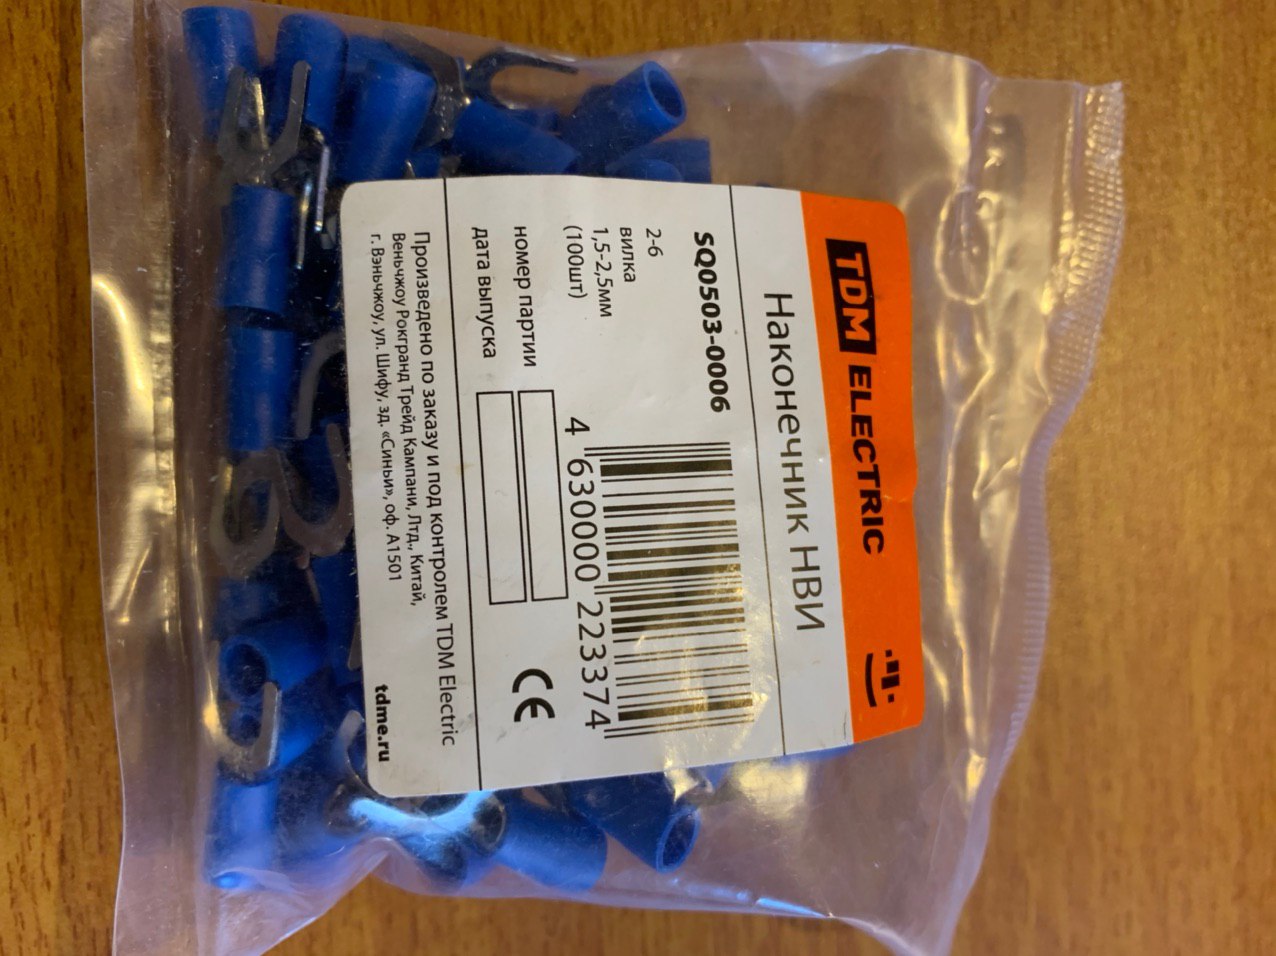 TDM ELECTRIC
Наконечник НВИ
SQ0503-0006
2-6
вилка
1,5-2,5мм
(100шт)
4 630000 223374
номер партии
дата выпуска
CE
Произведено по заказу и под контролем TDM Electric
Веньчжоу Рокгранд Трейд Кампани, Лтд., Китай,
г. Вэньчжоу, ул. Шифу, зд. «Синьи», оф. А1501
tdme.ru